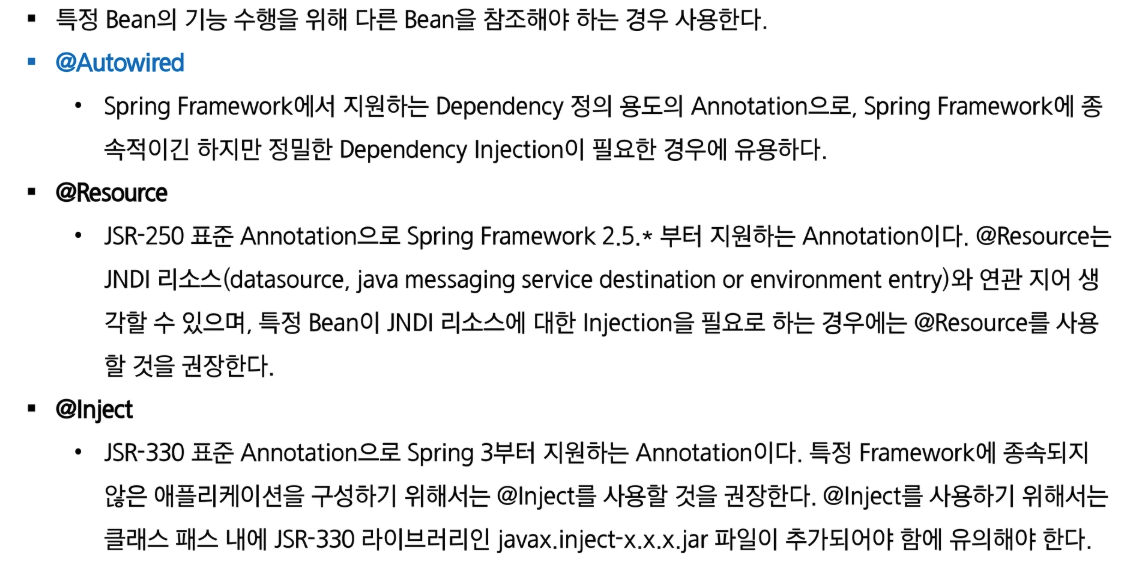 ▪ 특정 Bean의 기능 수행을 위해 다른 Bean을 참조해야 하는 경우 사용한다.
▪ @Autowired
• Spring Framework에서 지원하는 Dependency 정의 용도의 Annotation으로, Spring Framework에 종
속적이긴 하지만 정밀한 Dependency Injection이 필요한 경우에 유용하다.
▪ @Resource
• JSR-250 표준 Annotation으로 Spring Framework 2.5.* 부터 지원하는 Annotation이다. @Resource는
JNDI 리소스(datasource, java messaging service destination or environment entry)와 연관 지어 생
각할 수 있으며, 특정 Bean이 JNDI 리소스에 대한 Injection을 필요로 하는 경우에는 @Resource를 사용
할 것을 권장한다.
▪ @Inject
• JSR-330 표준 Annotation으로 Spring 3부터 지원하는 Annotation이다. 특정 Framework에 종속되지
않은 애플리케이션을 구성하기 위해서는 @Inject를 사용할 것을 권장한다. @Inject를 사용하기 위해서는
클래스 패스 내에 JSR-330 라이브러리인 javax.inject-x.x.x.jar 파일이 추가되어야 함에 유의해야 한다.